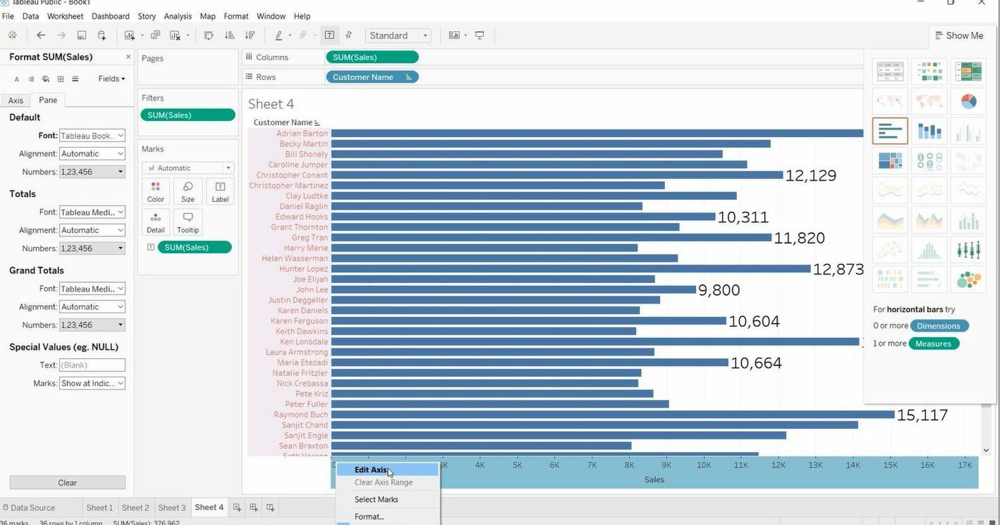 Tableau Public - Book1
File Data Worksheet Dashboard Story Analysis Map Format Window Help
Standard
Show Me
Format SUM(Sales)
Fields
Axis
Pane
Default
Font: Tableau Book..
Alignment: Automatic
Numbers: 1,23,456
Totals
Font: Tableau Medi..
Alignment: Automatic
Numbers: 1,23,456
Grand Totals
Font: Tableau Medi..
Alignment: Automatic
Numbers: 1,23,456
Special Values (eg. NULL)
Text: (Blank)
Marks: Show at Indic...
Clear
Pages
Filters
SUM(Sales)
Marks
Automatic
Color
Size
Label
Detail
Tooltip
SUM(Sales)
Columns
SUM(Sales)
Rows
Customer Name
Sheet 4
Customer Name
Adrian Barton
Becky Martin
Bill Shonely
Caroline Jumper
Christopher Conant 12,129
Christopher Martinez
Clay Ludtke
Daniel Raglin
Edward Hooks 10,311
Grant Thornton
Greg Tran 11,820
Harry Marie
Helen Wasserman
Hunter Lopez 12,873
Joe Elijah
John Lee 9,800
Justin Deggeller
Karen Daniels
Karen Ferguson 10,604
Keith Dawkins
Ken Lonsdale
Laura Armstrong
Maria Etezadi 10,664
Natalie Fritzler
Nick Crebassa
Pete Kriz
Peter Fuller
Raymond Buch 15,117
Sanjit Chand
Sanjit Engle
Sean Braxton
Seth Vernon
4K 5K 6K 7K 8K 9K 10K 11K 12K 13K 14K 15K 16K 17K
Sales
Edit Axis
Clear Axis Range
Select Marks
Format...
For horizontal bars try
0 or more Dimensions
1 or more Measures
Data Source
Sheet 1
Sheet 2
Sheet 3
Sheet 4
36 marks 36 rows by 1 column SUM(Sales): 376,962